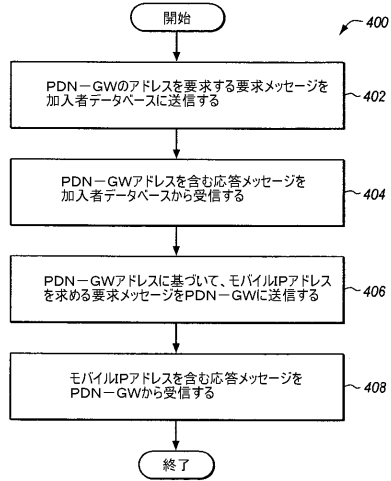 開始
400
PDN-GWのアドレスを要求する要求メッセージを
加入者データベースに送信する
402
PDN-GWアドレスを含む応答メッセージを
加入者データベースから受信する
404
PDN-GWアドレスに基づいて、モバイルIPアドレス
を求める要求メッセージをPDN-GWに送信する
406
モバイルIPアドレスを含む応答メッセージを
PDN-GWから受信する
408
終了